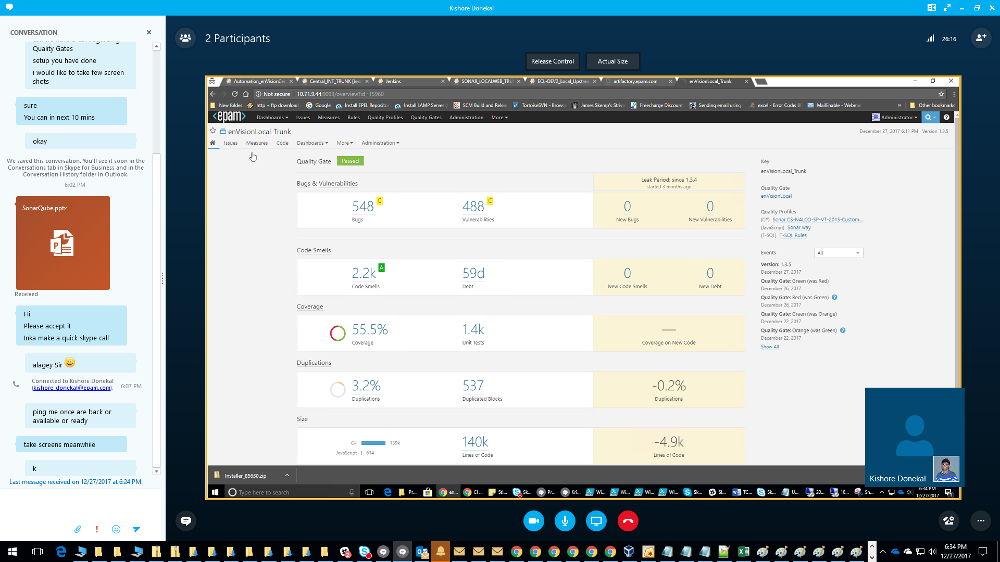 Kishore Donekal
CONVERSATION
Quality Gates
setup you have done
i would like to take few screen
shots
sure
You can in next 10 mins
okay
We saved this conversation. You'll see it soon in the
Conversations tab in Skype for Business and in the
Conversation History folder in Outlook.
6:02 PM
SonarQube.pptx
Received
Hi
Please accept it
Inka make a quick skype call
alagey Sir
Connected to Kishore Donekal
(kishore_donekal@epam.com).
6:07 PM
ping me once are back or
available or ready
take screens meanwhile
k
Last message received on 12/27/2017 at 6:24 PM.
2 Participants
26:16
Release Control
Actual Size
Automation_enVisionCe
Central_INT_TRUNK [Jen
Jenkins
SONAR_LOCALWEB_TRU
ECL-DEV2_Local_Upstrea
artifactory.epam.com
enVisionLocal_Trunk
Not secure
10.71.9.44:9099/overview?id=15960
New folder
http + ftp download
Google
Install EPEL Repositor
Install LAMP Server (
SCM Build and Relea
TortoiseSVN - Browse
James Skemp's Strivi
Freecharge Discount
Sending email using
excel - Error Code: 80
MailEnable - Webma
»
Other bookmarks
<epam>
Dashboards
Issues
Measures
Rules
Quality Profiles
Quality Gates
Administration
More
Administrator
enVisionLocal_Trunk
December 27, 2017 6:11 PM Version 1.3.5
Issues
Measures
Code
Dashboards
More
Administration
Quality Gate
Passed
Bugs & Vulnerabilities
Leak Period: since 1.3.4
started 3 months ago
548 C
Bugs
488 C
Vulnerabilities
0
New Bugs
0
New Vulnerabilities
Code Smells
2.2k A
Code Smells
59d
Debt
0
New Code Smells
0
New Debt
Coverage
55.5%
Coverage
1.4k
Unit Tests
—
Coverage on New Code
Duplications
3.2%
Duplications
537
Duplicated Blocks
-0.2%
Duplications
Size
C# 139k
JavaScript 614
140k
Lines of Code
-4.9k
Lines of Code
Key
enVisionLocal_Trunk
Quality Gate
enVisionLocal
Quality Profiles
(C#) Sonar CS-NALCO-SP-VT-2015-Custom...
(JavaScript) Sonar way
(T-SQL) T-SQL Rules
Events
All
Version: 1.3.5
December 27, 2017
Quality Gate: Green (was Red)
December 26, 2017
Quality Gate: Red (was Green) ?
December 26, 2017
Quality Gate: Green (was Orange)
December 22, 2017
Quality Gate: Orange (was Green) ?
December 22, 2017
Show All
Kishore Donekal
Installer_85650.zip
Type here to search
Pr...
en...
Cl...
Sti...
Sk...
Pr...
Kri...
Wi...
Wi...
Wi...
Wi...
Sk...
Sl...
TC...
Sk...
U...
20...
10...
Sn...
6:34 PM
12/27/2017
6:34 PM
12/27/2017